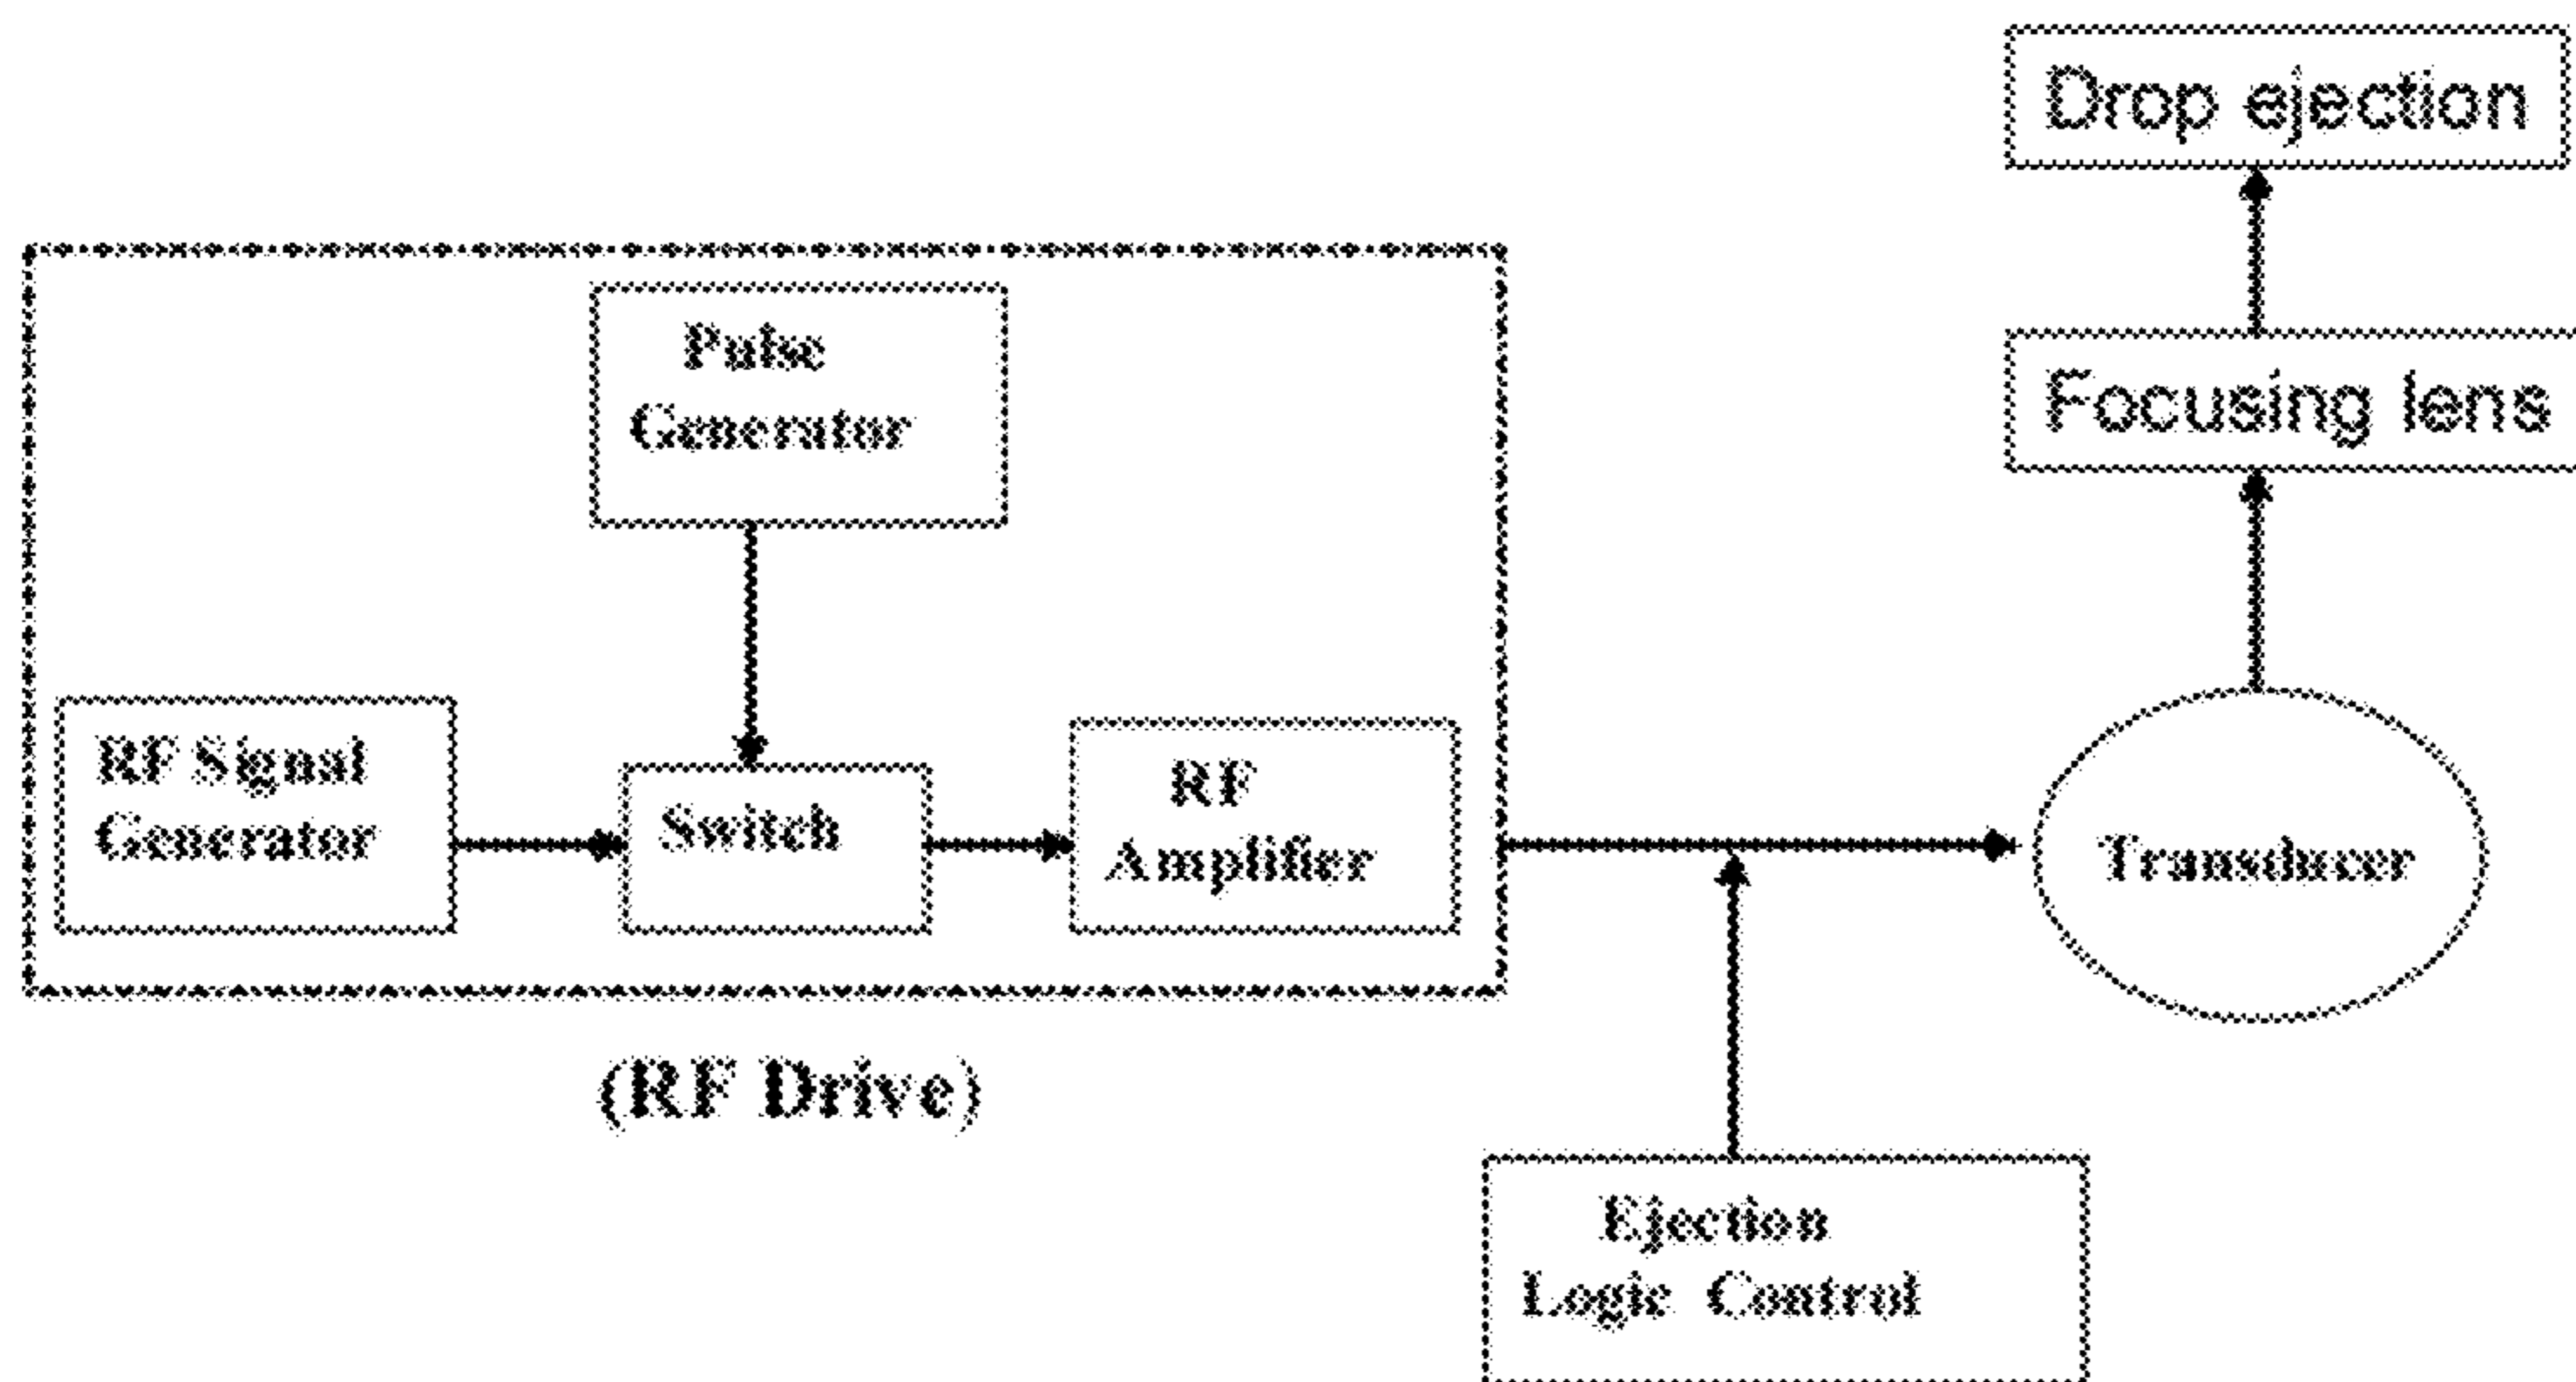 Drop ejection
Focusing lens
Pulse
Generator
RF Signal
Generator
Switch
RF
Amplifier
Transducer
(RF Drive)
Ejection
Logic Control